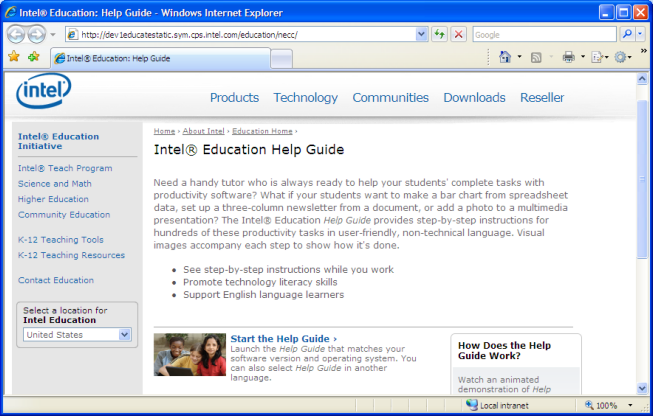 Intel® Education: Help Guide - Windows Internet Explorer
http://dev1educatestatic.sym.cps.intel.com/education/necc/
Google
Intel® Education: Help Guide
intel
Products Technology Communities Downloads Reseller
Intel® Education
Initiative
Intel® Teach Program
Science and Math
Higher Education
Community Education
K-12 Teaching Tools
K-12 Teaching Resources
Contact Education
Select a location for
Intel Education
United States
Home › About Intel › Education Home ›
Intel® Education Help Guide
Need a handy tutor who is always ready to help your students' complete tasks with
productivity software? What if your students want to make a bar chart from spreadsheet
data, set up a three-column newsletter from a document, or add a photo to a multimedia
presentation? The Intel® Education Help Guide provides step-by-step instructions for
hundreds of these productivity tasks in user-friendly, non-technical language. Visual
images accompany each step to show how it's done.
• See step-by-step instructions while you work
• Promote technology literacy skills
• Support English language learners
Start the Help Guide ›
Launch the Help Guide that matches your
software version and operating system. You
can also select Help Guide in another
language.
How Does the Help
Guide Work?
Watch an animated
demonstration of Help
Local intranet
100%